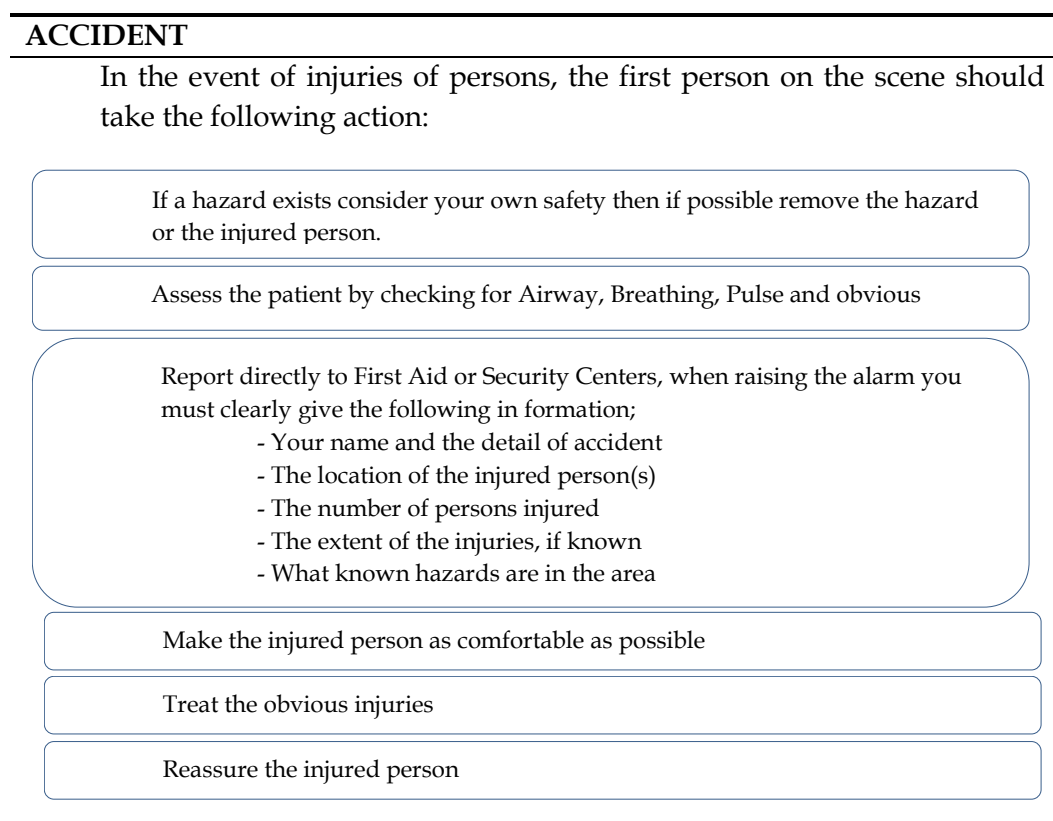 ACCIDENT
In the event of injuries of persons, the first person on the scene should
take the following action:
If a hazard exists consider your own safety then if possible remove the hazard
or the injured person.
Assess the patient by checking for Airway, Breathing, Pulse and obvious
Report directly to First Aid or Security Centers, when raising the alarm you
must clearly give the following in formation;
- Your name and the detail of accident
- The location of the injured person(s)
- The number of persons injured
- The extent of the injuries, if known
- What known hazards are in the area
Make the injured person as comfortable as possible
Treat the obvious injuries
Reassure the injured person